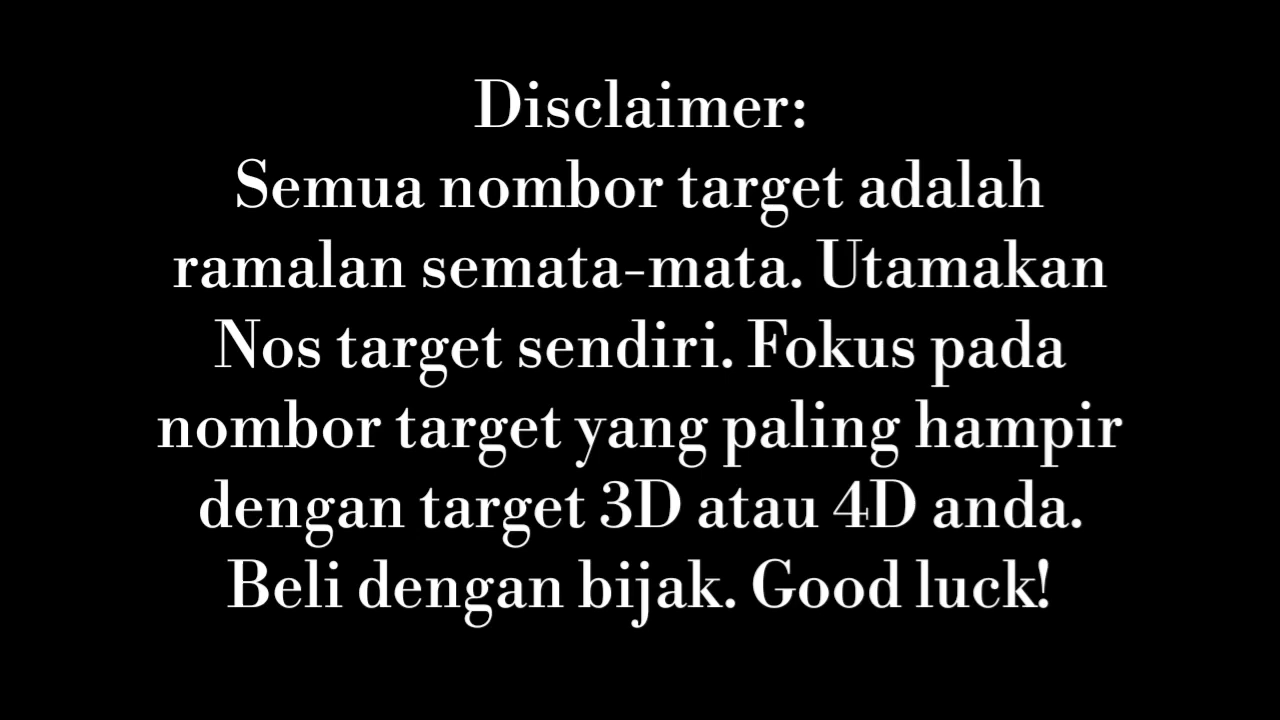 Disclaimer:
Semua nombor target adalah
ramalan semata-mata. Utamakan
Nos target sendiri. Fokus pada
nombor target yang paling hampir
dengan target 3D atau 4D anda.
Beli dengan bijak. Good luck!